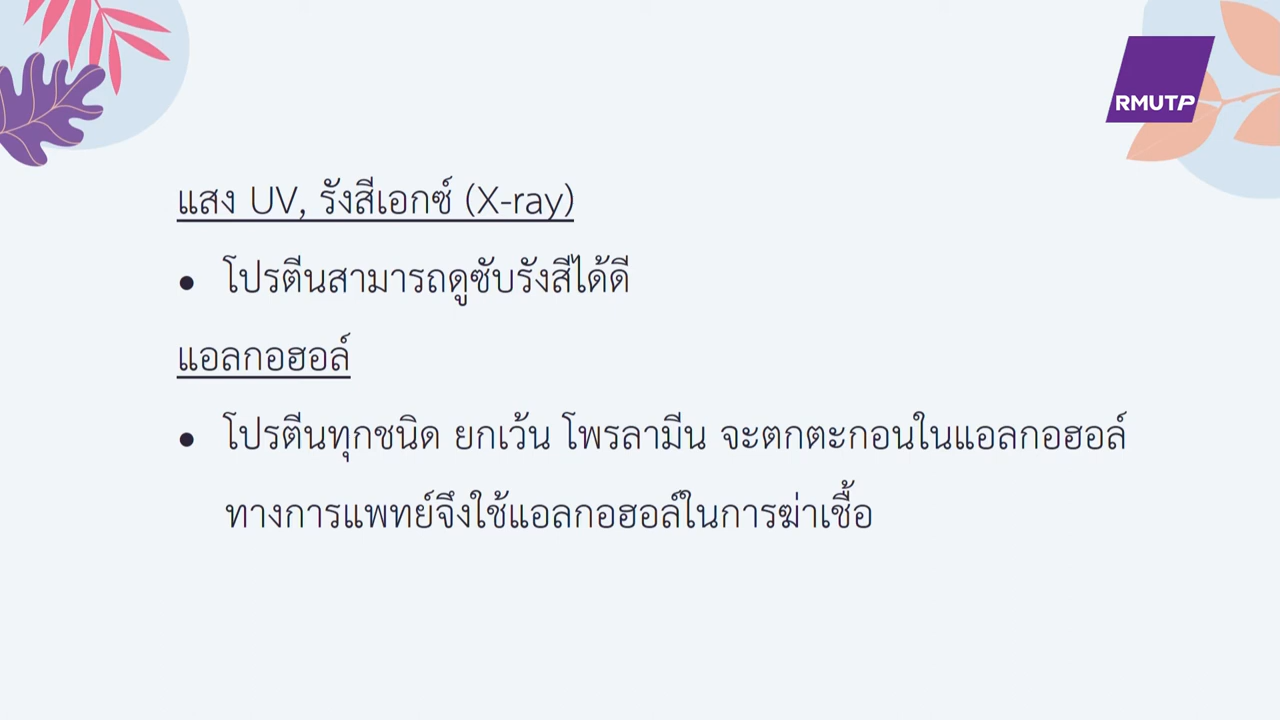 RMUTP
แสง UV, รังสีเอกซ์ (X-ray)
• โปรตีนสามารถดูซับรังสีได้ดี
แอลกอฮอล์
• โปรตีนทุกชนิด ยกเว้น โพรลามีน จะตกตะกอนในแอลกอฮอล์
ทางการแพทย์จึงใช้แอลกอฮอล์ในการฆ่าเชื้อ